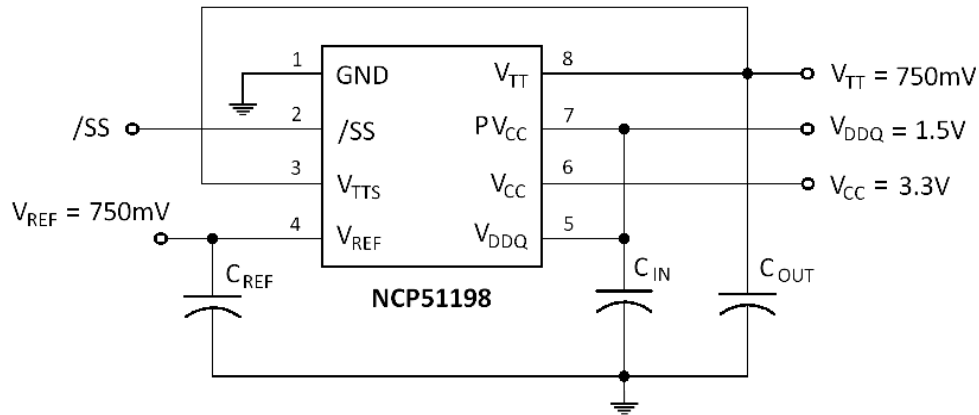 1 GND V_TT 8 V_TT = 750mV
/SS 2 /SS PV_CC 7 V_DDQ = 1.5V
3 V_TTS V_CC 6 V_CC = 3.3V
V_REF = 750mV 4 V_REF V_DDQ 5
C_REF NCP51198 C_IN C_OUT